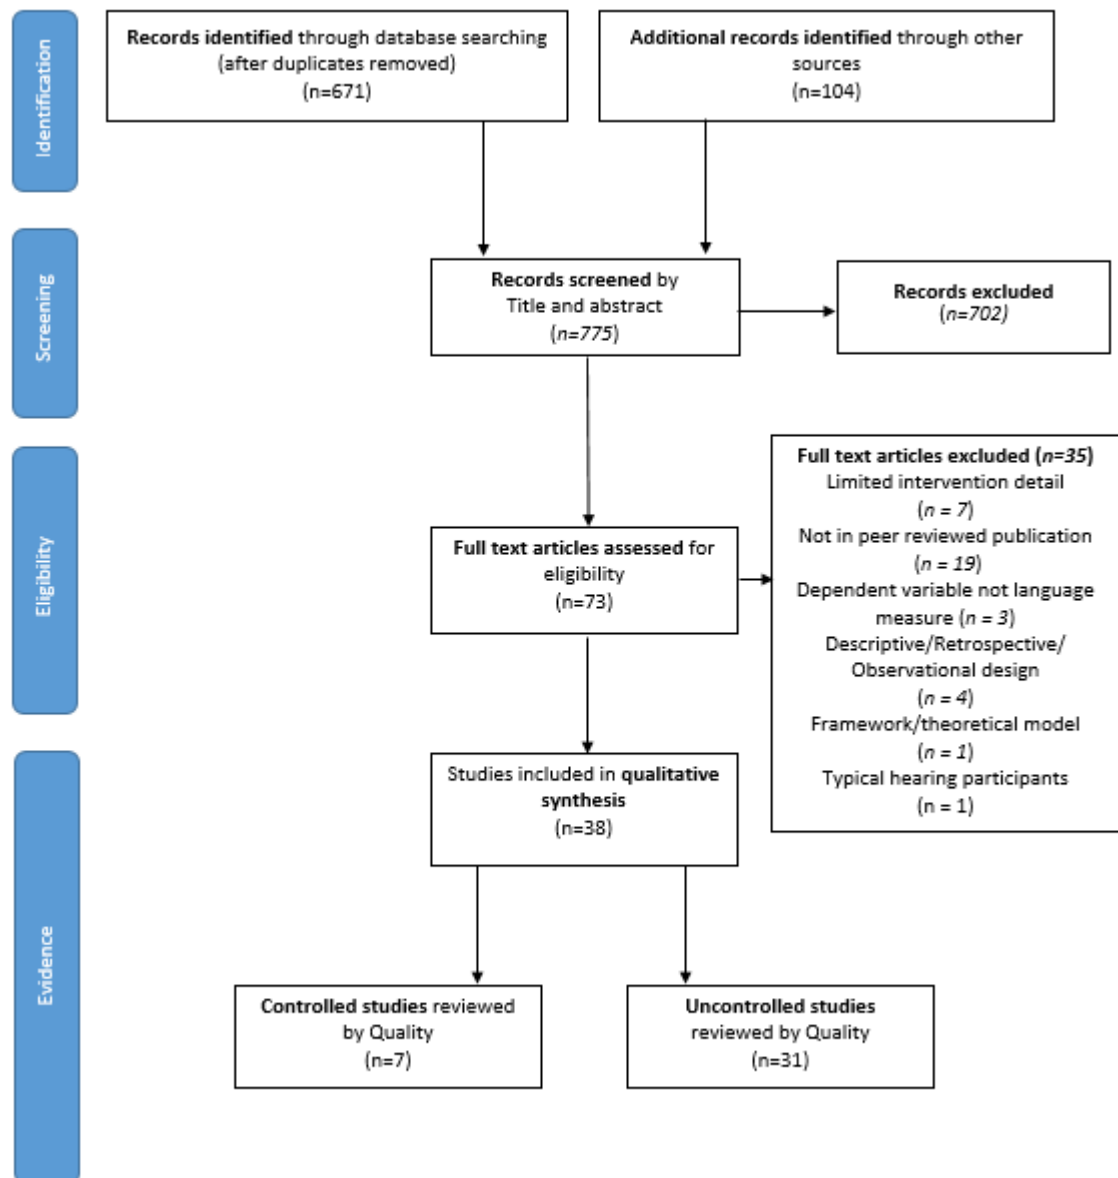 Identification
Records identified through database searching
(after duplicates removed)
(n=671)
Additional records identified through other
sources
(n=104)
Screening
Records screened by
Title and abstract
(n=775)
Records excluded
(n=702)
Eligibility
Full text articles assessed for
eligibility
(n=73)
Full text articles excluded (n=35)
Limited intervention detail
(n = 7)
Not in peer reviewed publication
(n = 19)
Dependent variable not language
measure (n = 3)
Descriptive/Retrospective/
Observational design
(n = 4)
Framework/theoretical model
(n = 1)
Typical hearing participants
(n = 1)
Evidence
Studies included in qualitative
synthesis
(n=38)
Controlled studies reviewed
by Quality
(n=7)
Uncontrolled studies
reviewed by Quality
(n=31)